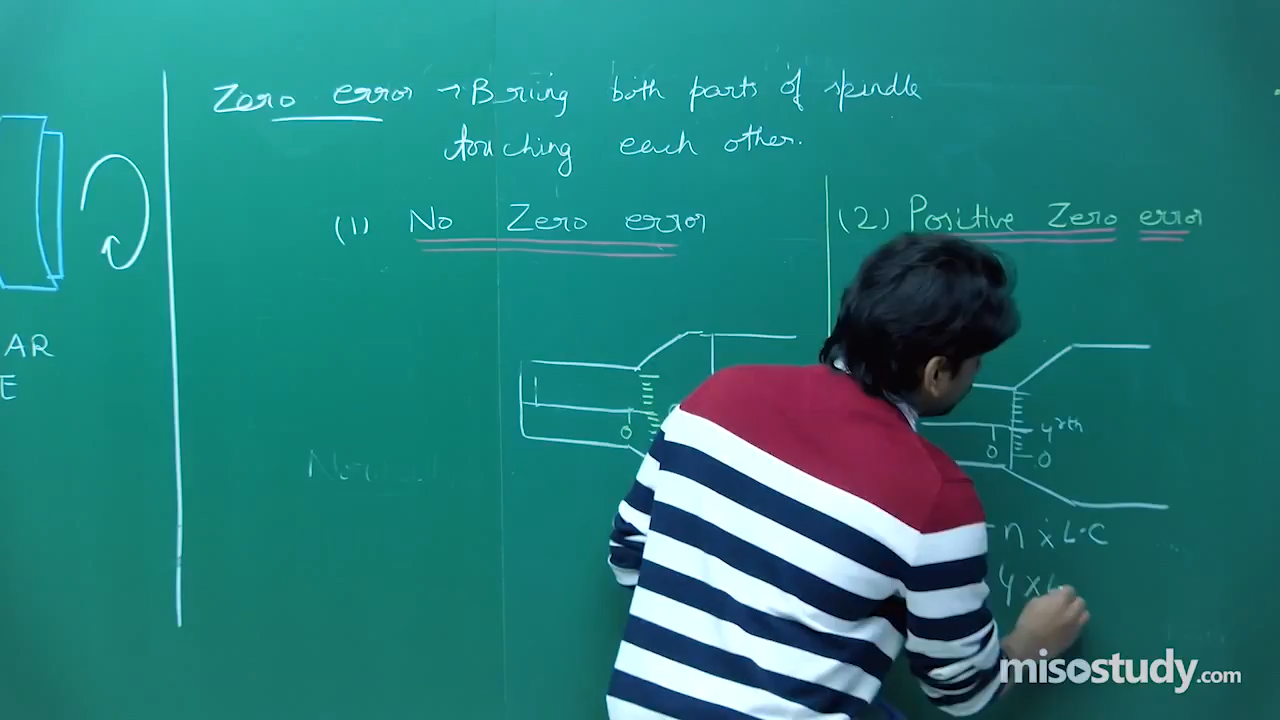 Zero error → Bring both parts of spindle
touching each other.
(1) No Zero error
(2) Positive Zero error
AR
E
0
4rth
0
0
n × L.C
4 ×
misostudy.com